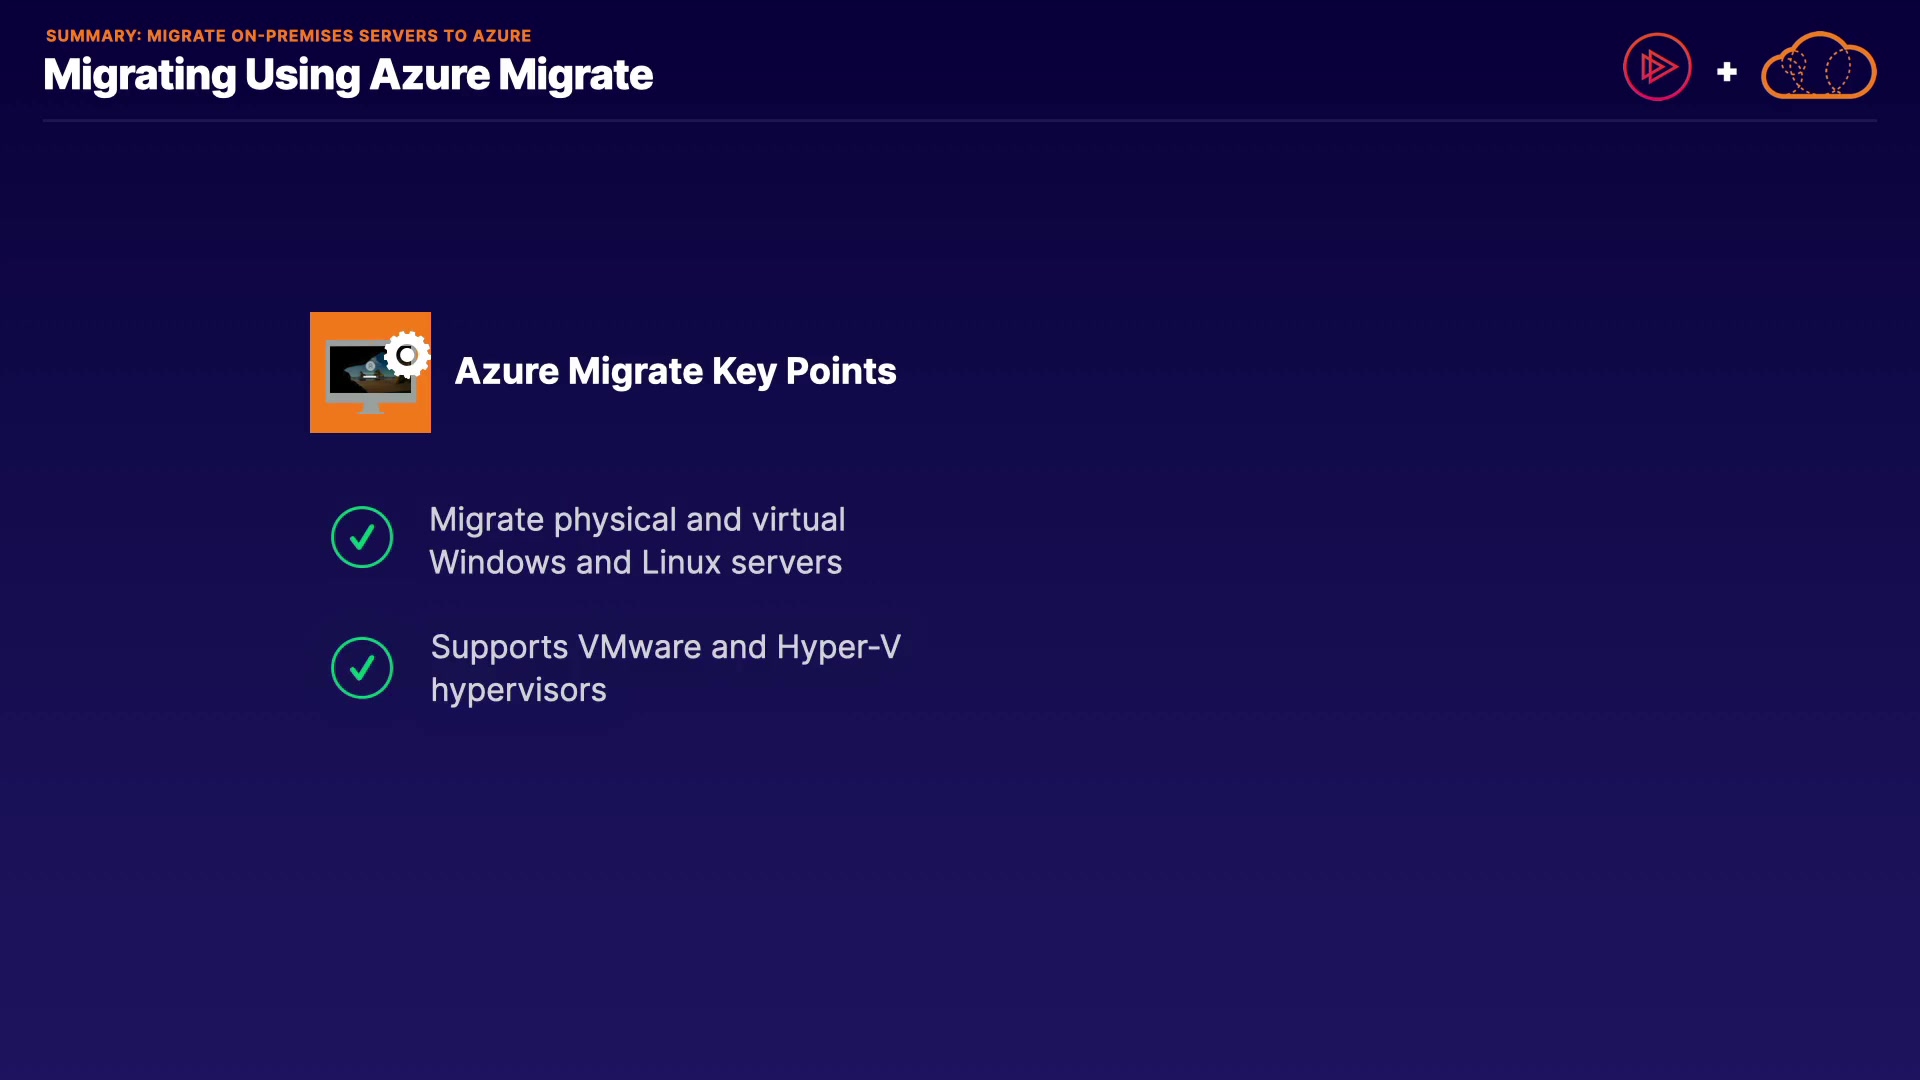 SUMMARY: MIGRATE ON-PREMISES SERVERS TO AZURE
Migrating Using Azure Migrate
Azure Migrate Key Points
Migrate physical and virtual
Windows and Linux servers
Supports VMware and Hyper-V
hypervisors